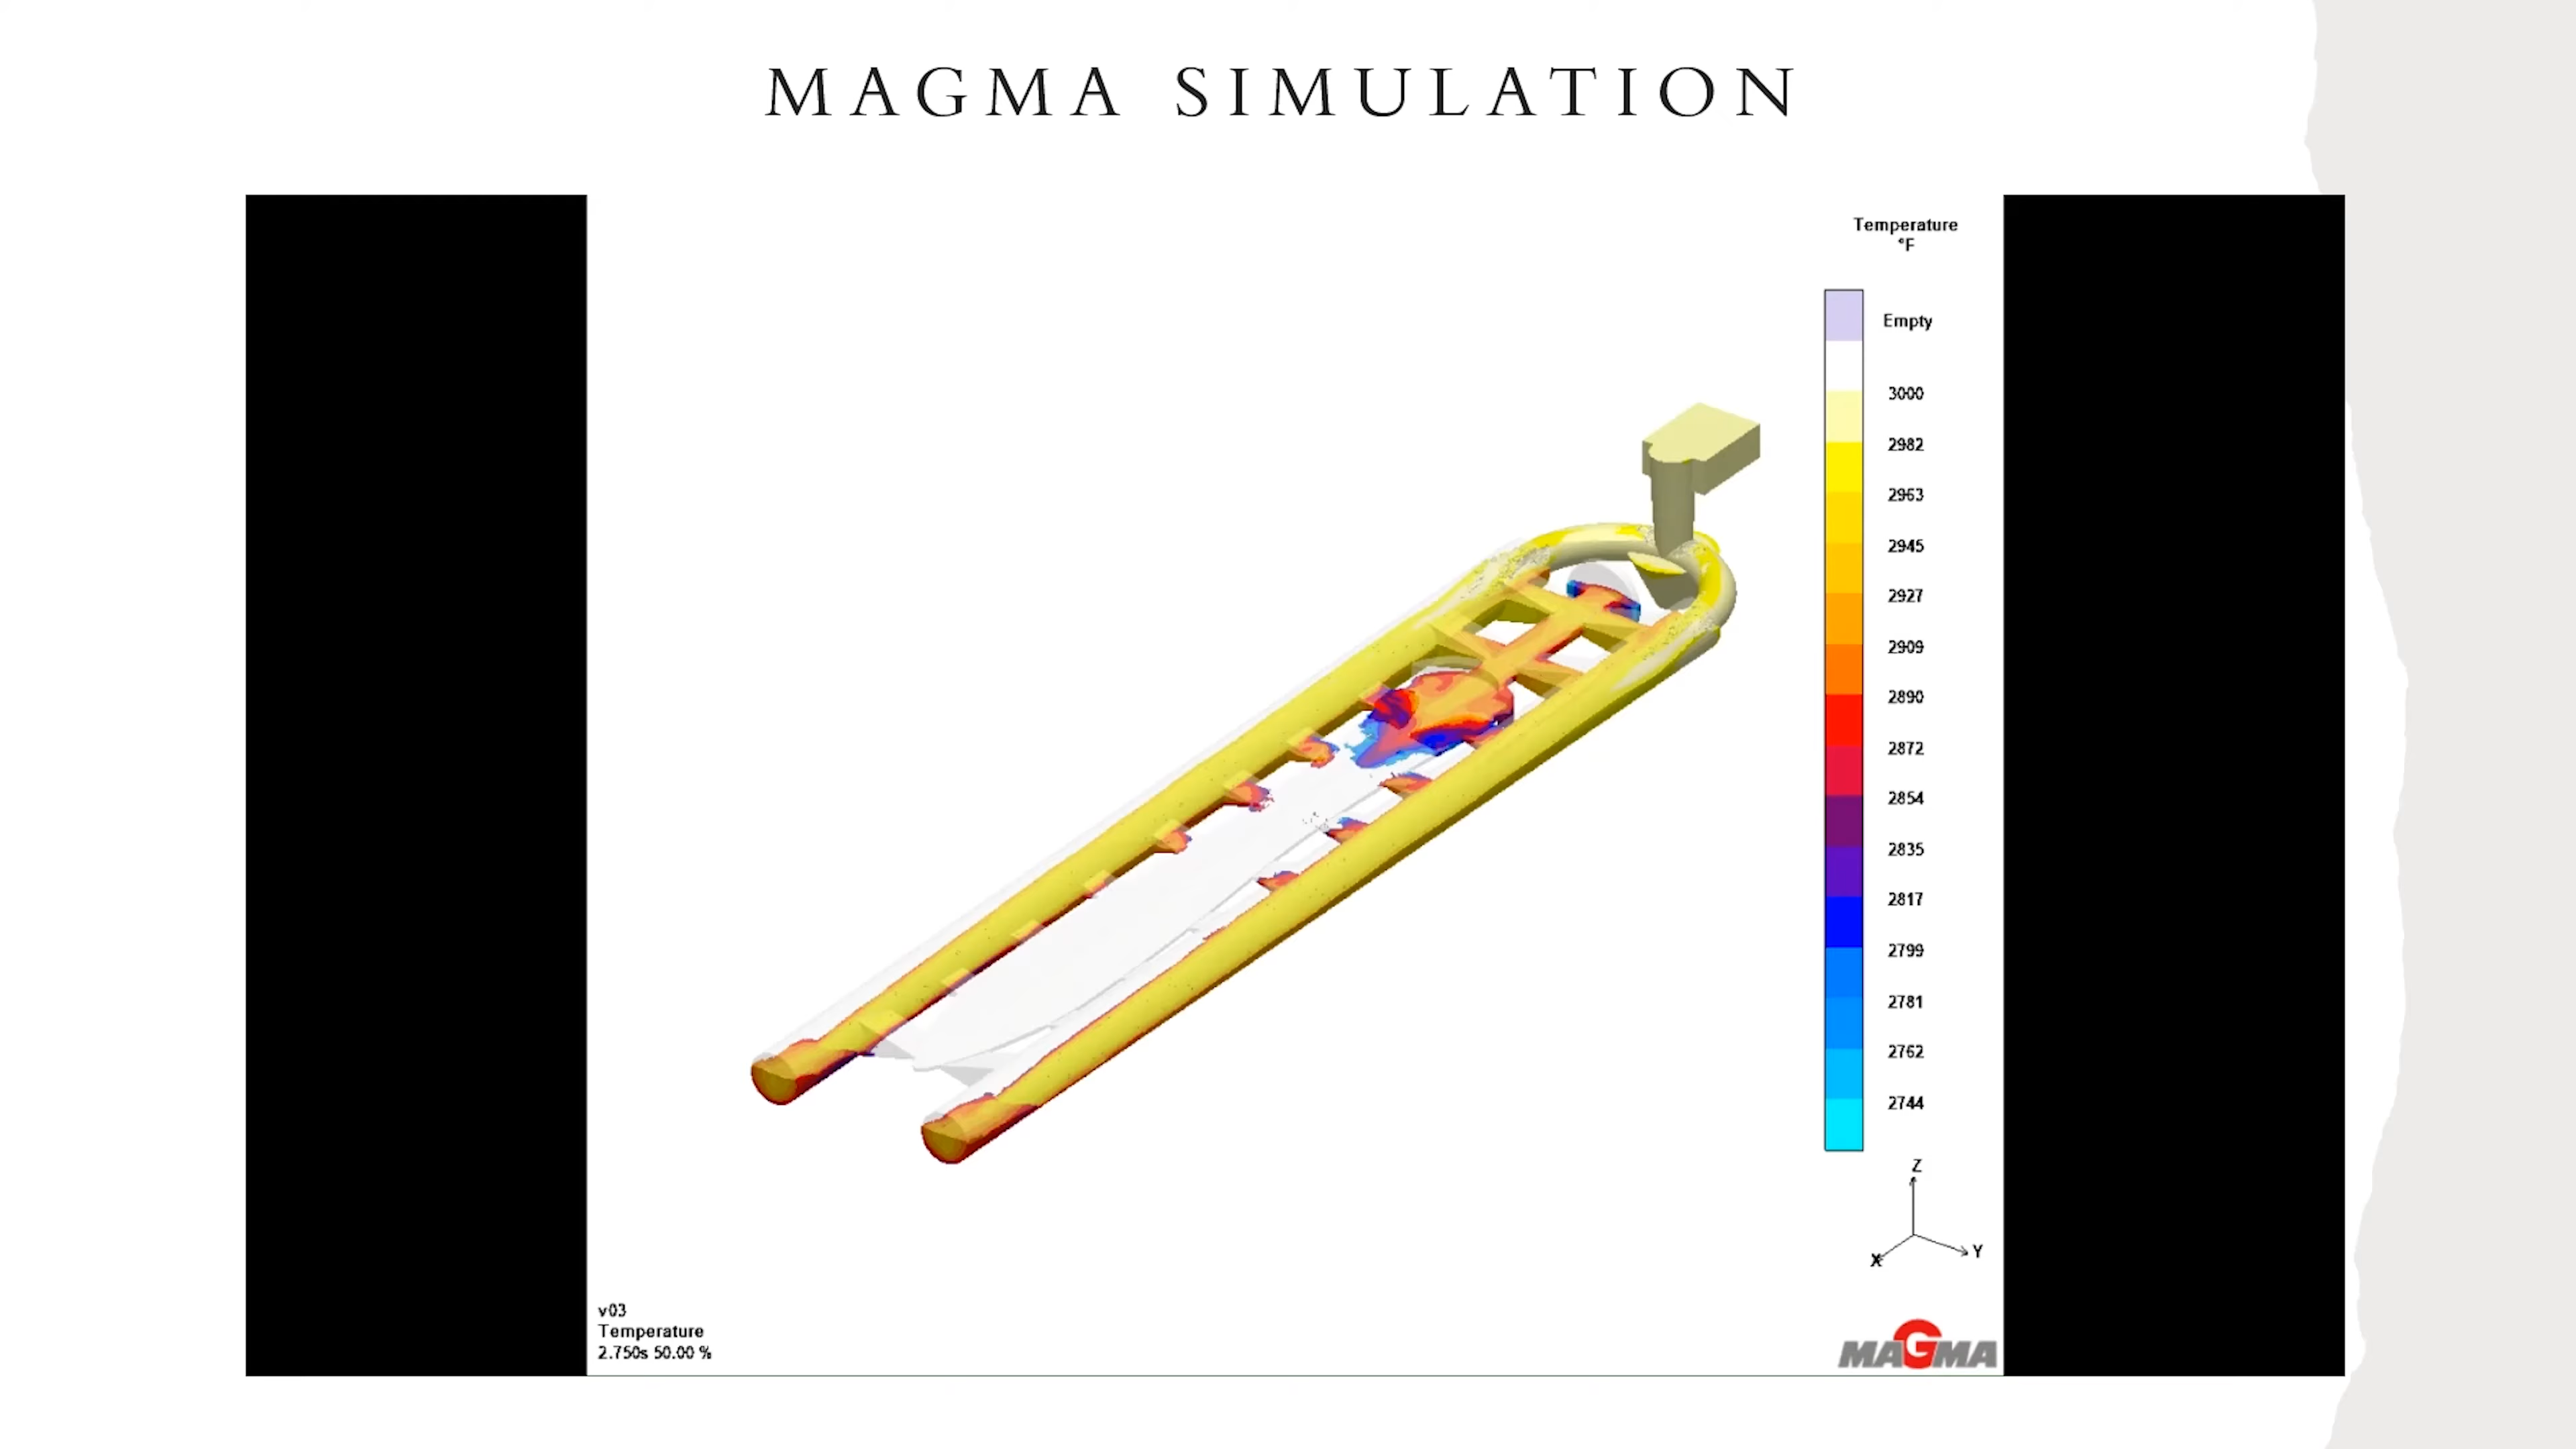 MAGMA SIMULATION
Temperature
°F
Empty
3000
2982
2963
2945
2927
2909
2890
2872
2854
2835
2817
2799
2781
2762
2744
Z
X
Y
v03
Temperature
2.750s 50.00 %
MAGMA